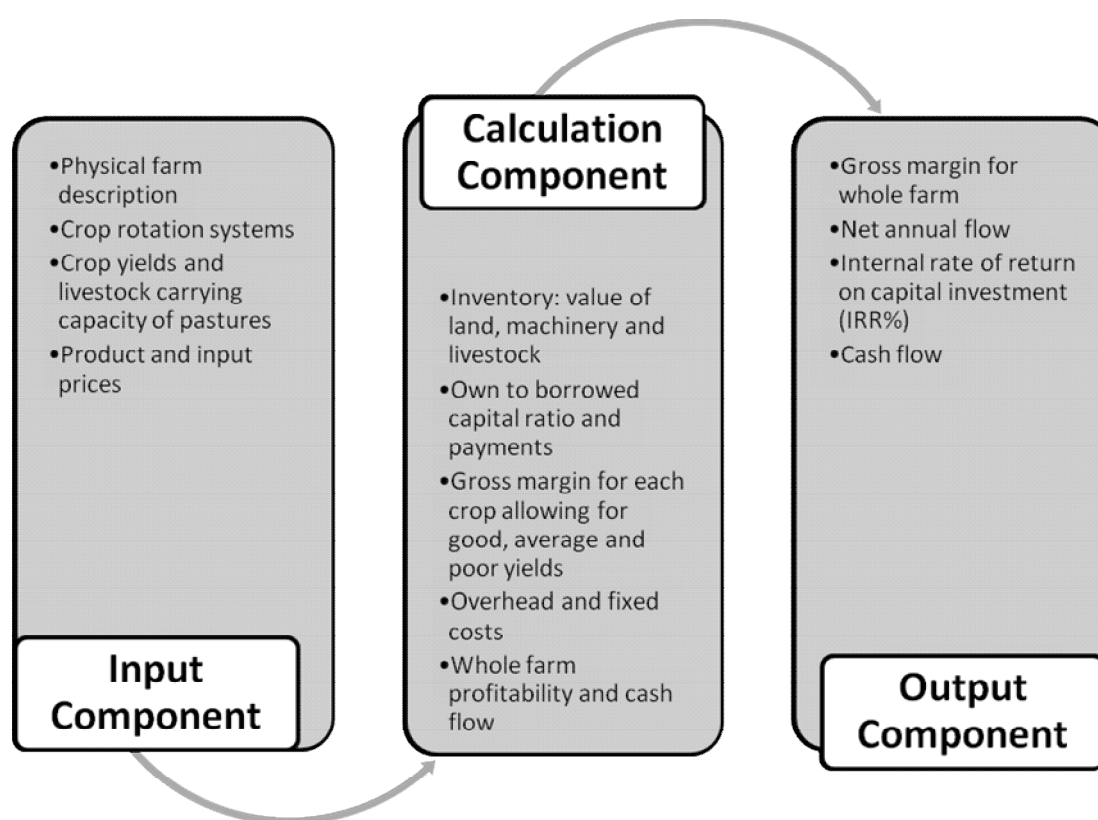 •Physical farm
description
•Crop rotation systems
•Crop yields and
livestock carrying
capacity of pastures
•Product and input
prices
Input
Component
Calculation
Component
•Inventory: value of
land, machinery and
livestock
•Own to borrowed
capital ratio and
payments
•Gross margin for each
crop allowing for
good, average and
poor yields
•Overhead and fixed
costs
•Whole farm
profitability and cash
flow
•Gross margin for
whole farm
•Net annual flow
•Internal rate of return
on capital investment
(IRR%)
•Cash flow
Output
Component